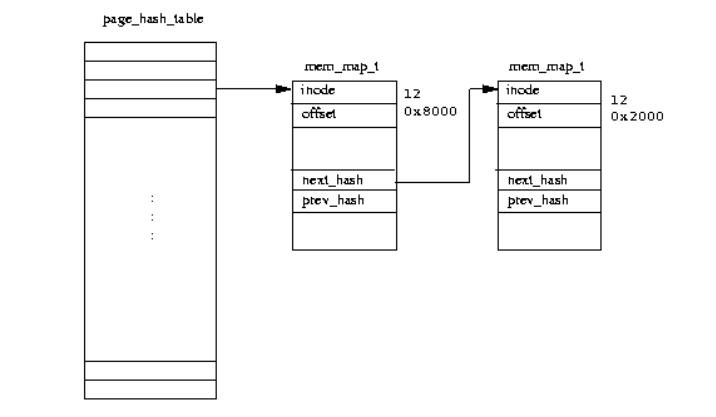 page_hash_table
mem_map_t
inode
offset
next_hash
prev_hash
12
0x8000
mem_map_t
inode
offset
next_hash
prev_hash
12
0x2000
:
:
: